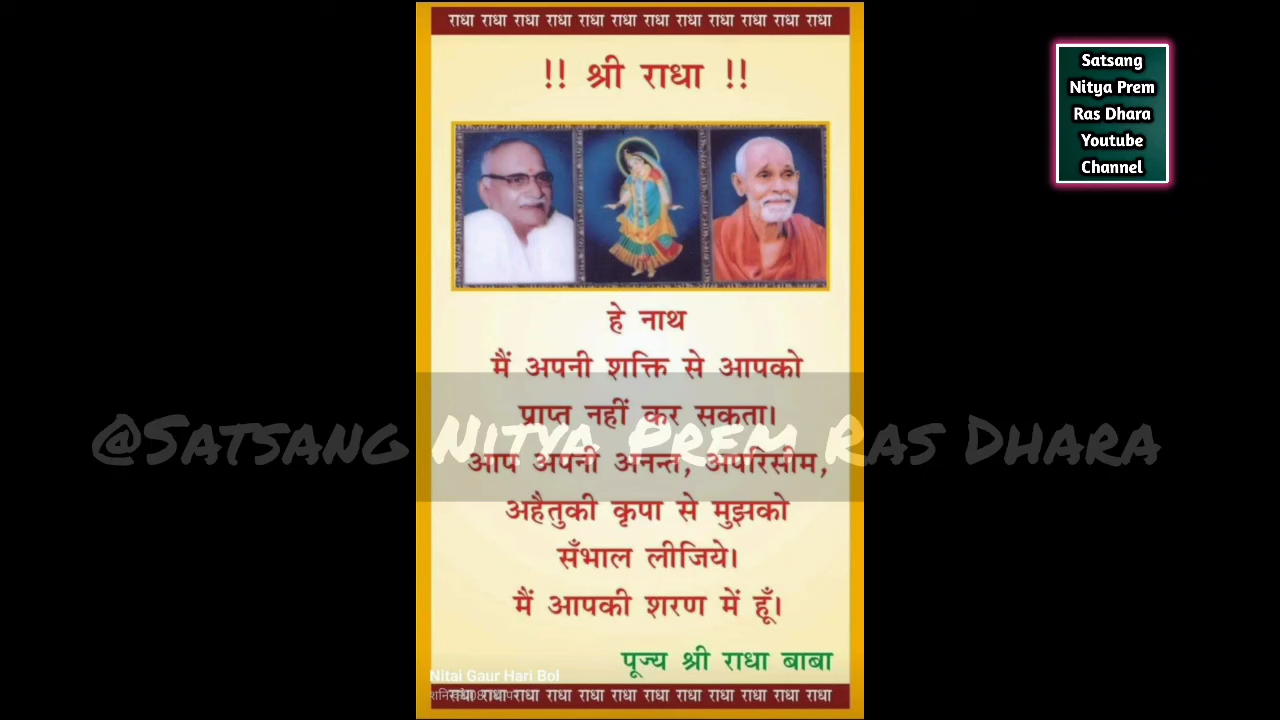 राधा राधा राधा राधा राधा राधा राधा राधा राधा राधा राधा राधा
!! श्री राधा !!
हे नाथ
मैं अपनी शक्ति से आपको
प्राप्त नहीं कर सकता।
आप अपनी अनन्त, अपरिसीम,
अहैतुकी कृपा से मुझको
सँभाल लीजिये।
मैं आपकी शरण में हूँ।
पूज्य श्री राधा बाबा
Nitai Gaur Hari Bol
राधा राधा राधा राधा राधा राधा राधा राधा राधा राधा राधा राधा
@Satsang Nitya Prem Ras Dhara
Satsang
Nitya Prem
Ras Dhara
Youtube
Channel